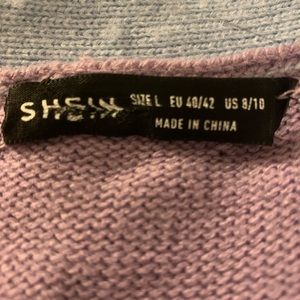 SHEIN SIZE L EU 40/42 US 8/10
MADE IN CHINA